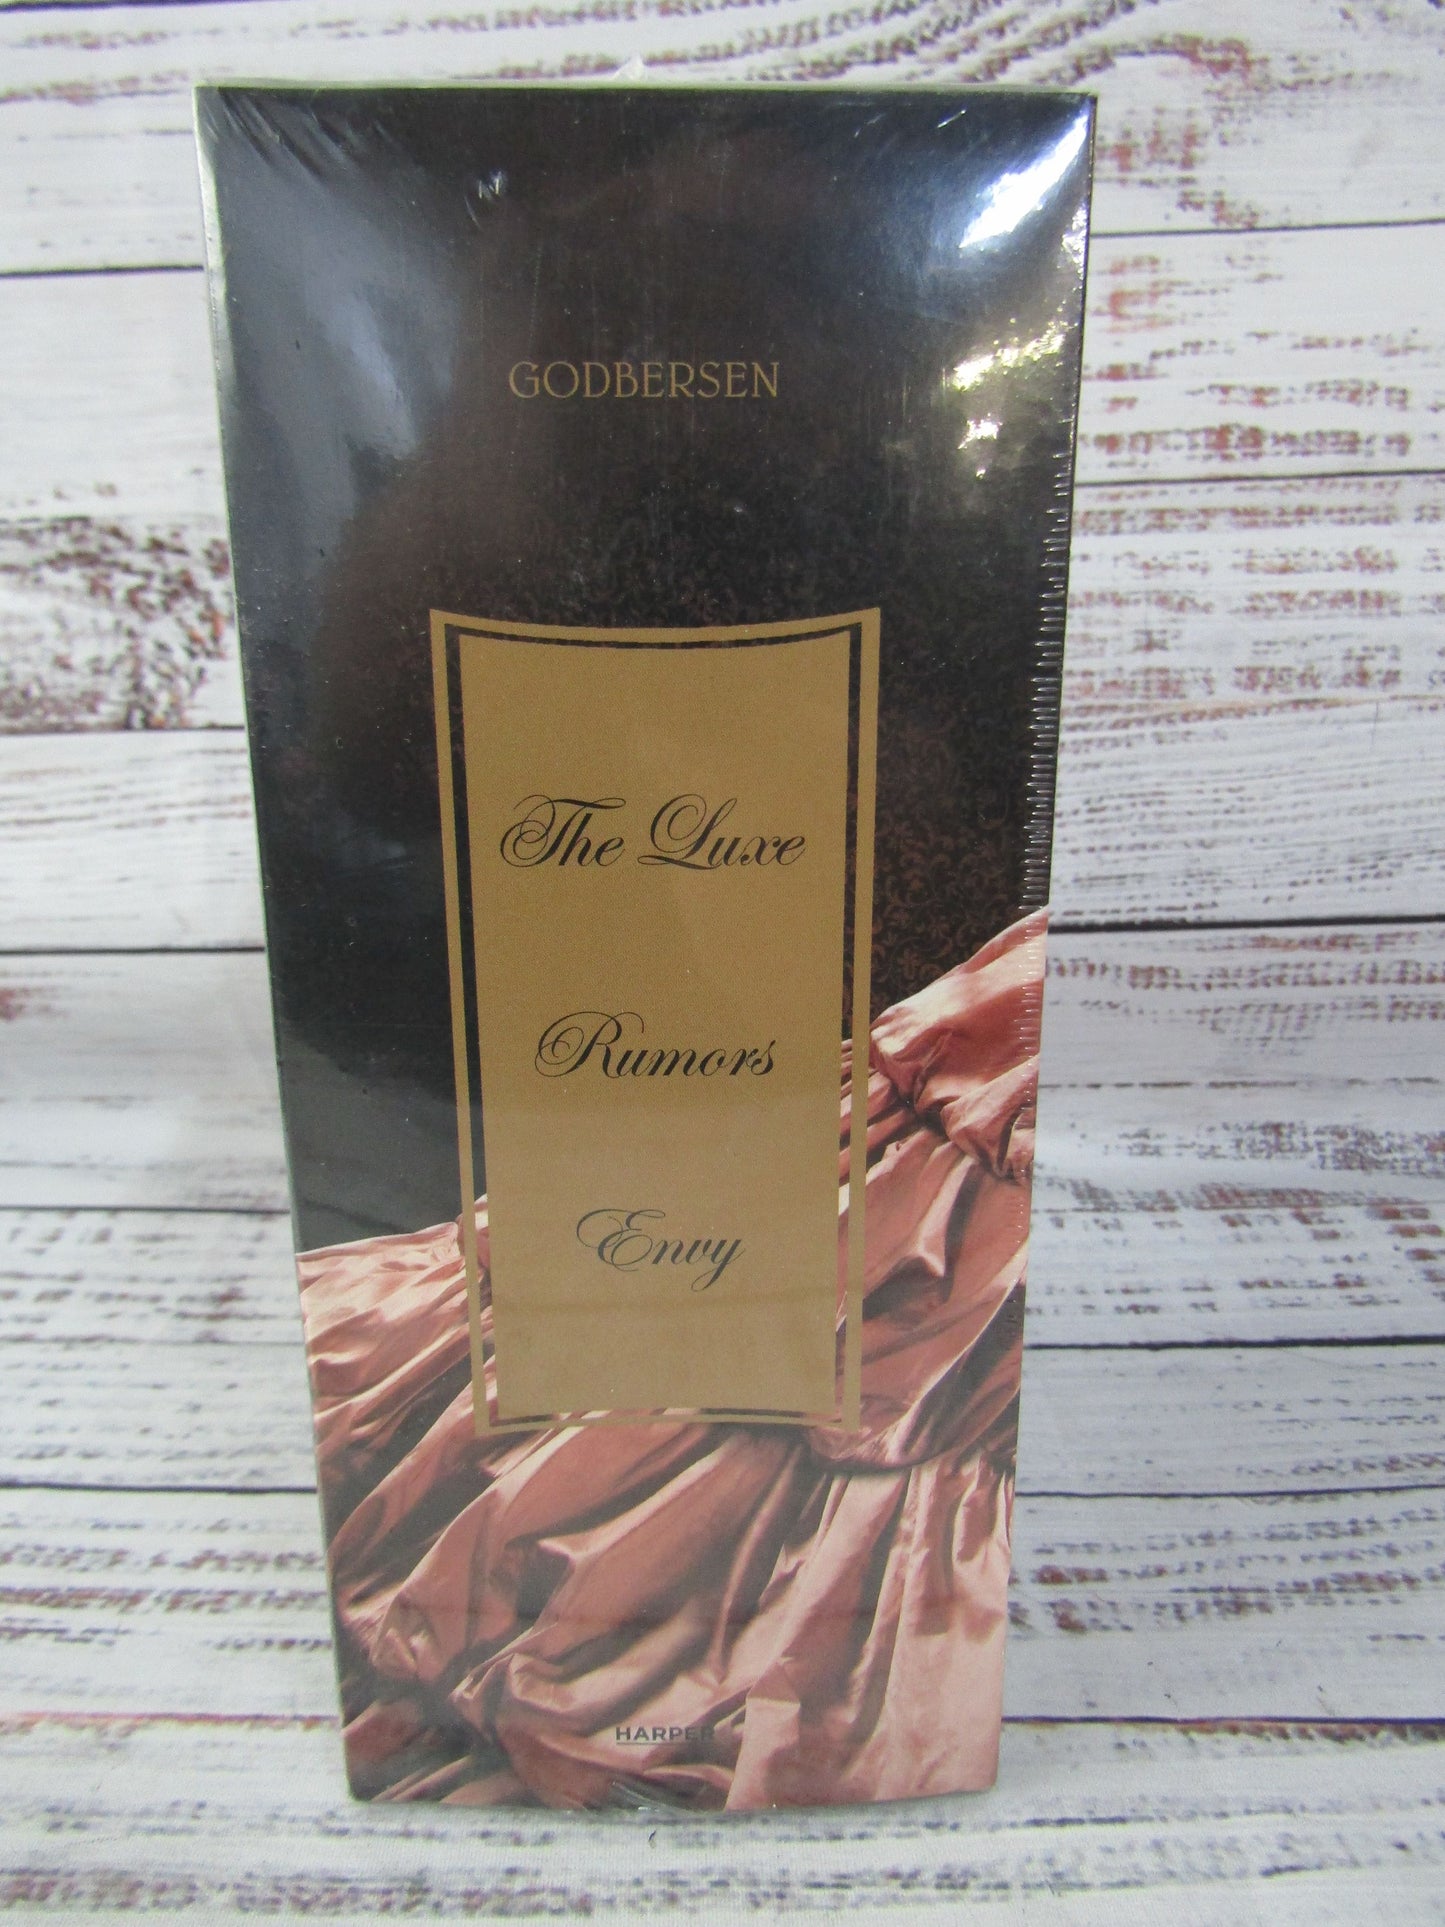 GODBERSEN
The Luxe
Rumors
Envy
HARPER